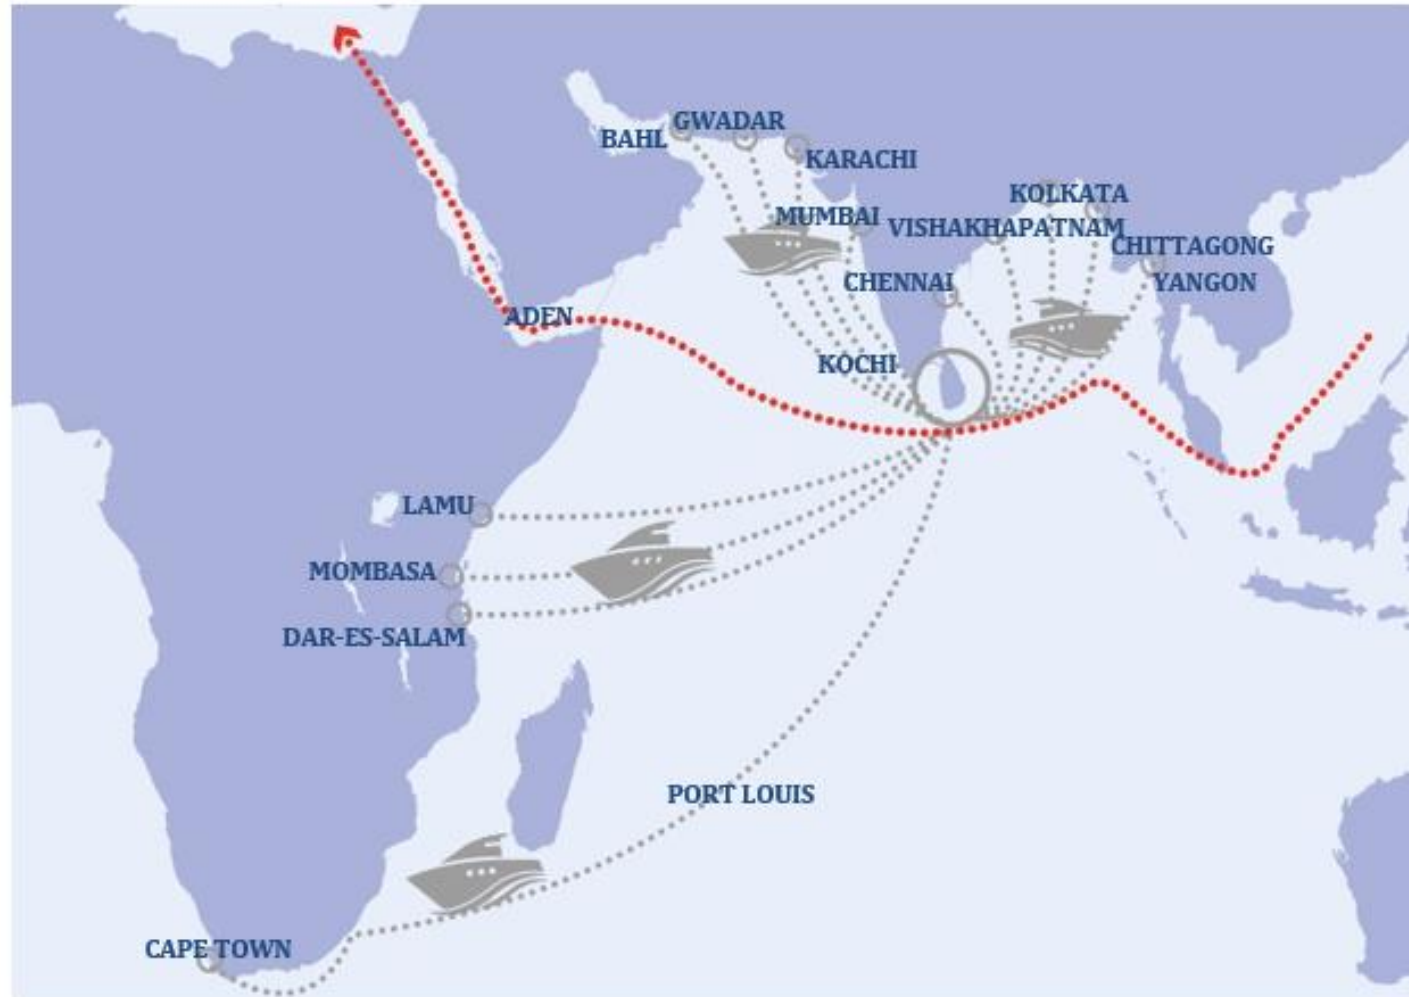 GWADAR
BAHL
KARACHI
KOLKATA
MUMBAI
VISHAKHAPATNAM
CHITTAGONG
CHENNAI
YANGON
ADEN
KOCHI
LAMU
MOMBASA
DAR-ES-SALAM
PORT LOUIS
CAPE TOWN